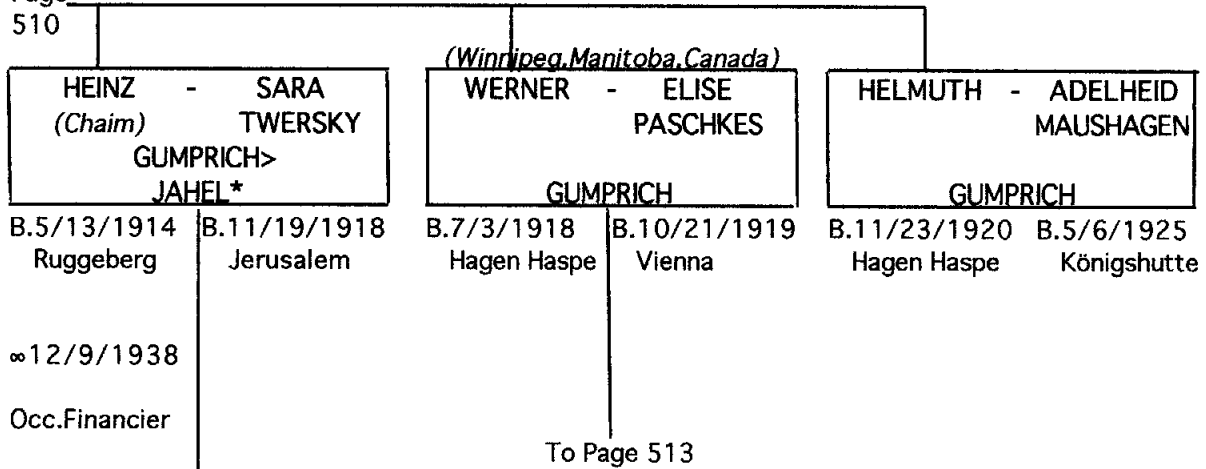 510
(Winnipeg,Manitoba,Canada)
HEINZ - SARA
(Chaim) TWERSKY
GUMPRICH>
JAHEL*
B.5/13/1914 B.11/19/1918
Ruggeberg Jerusalem
∞12/9/1938
Occ.Financier
WERNER - ELISE
PASCHKES
GUMPRICH
B.7/3/1918 B.10/21/1919
Hagen Haspe Vienna
To Page 513
HELMUTH - ADELHEID
MAUSHAGEN
GUMPRICH
B.11/23/1920 B.5/6/1925
Hagen Haspe Königshutte